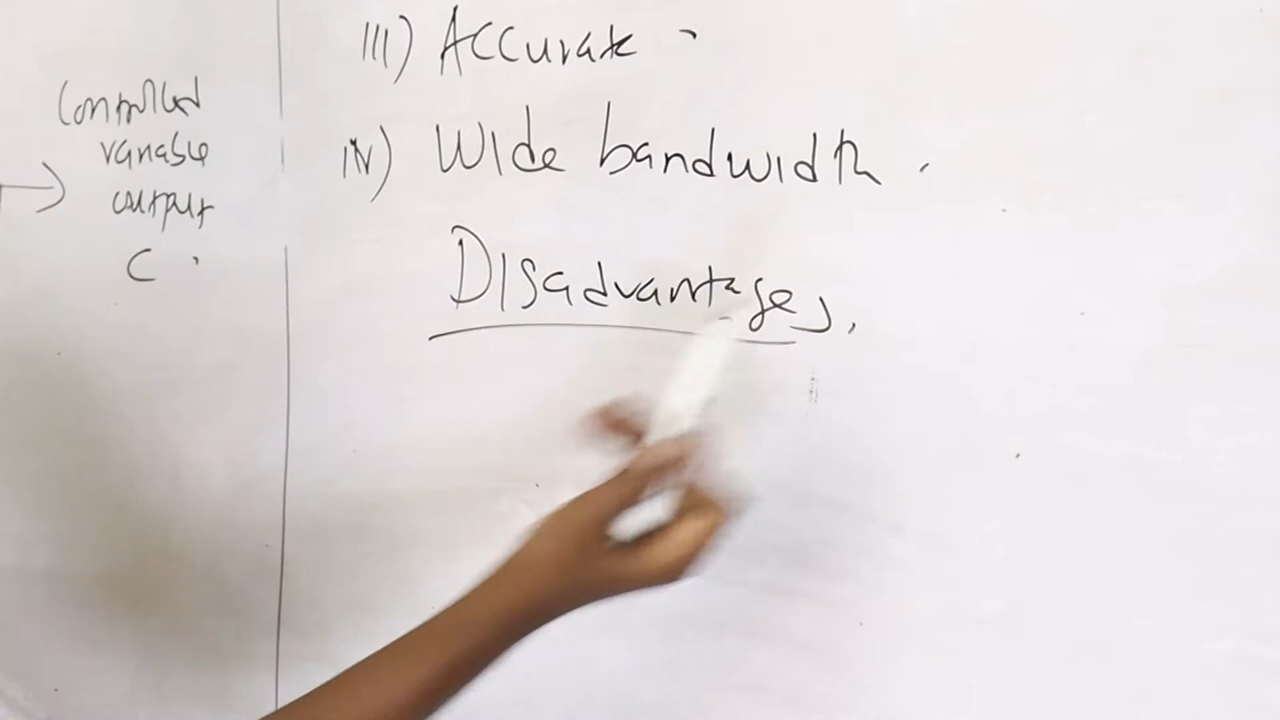 Controlled
variable
output
C.
III) Accurate.
IV) Wide bandwidth.
Disadvantages.